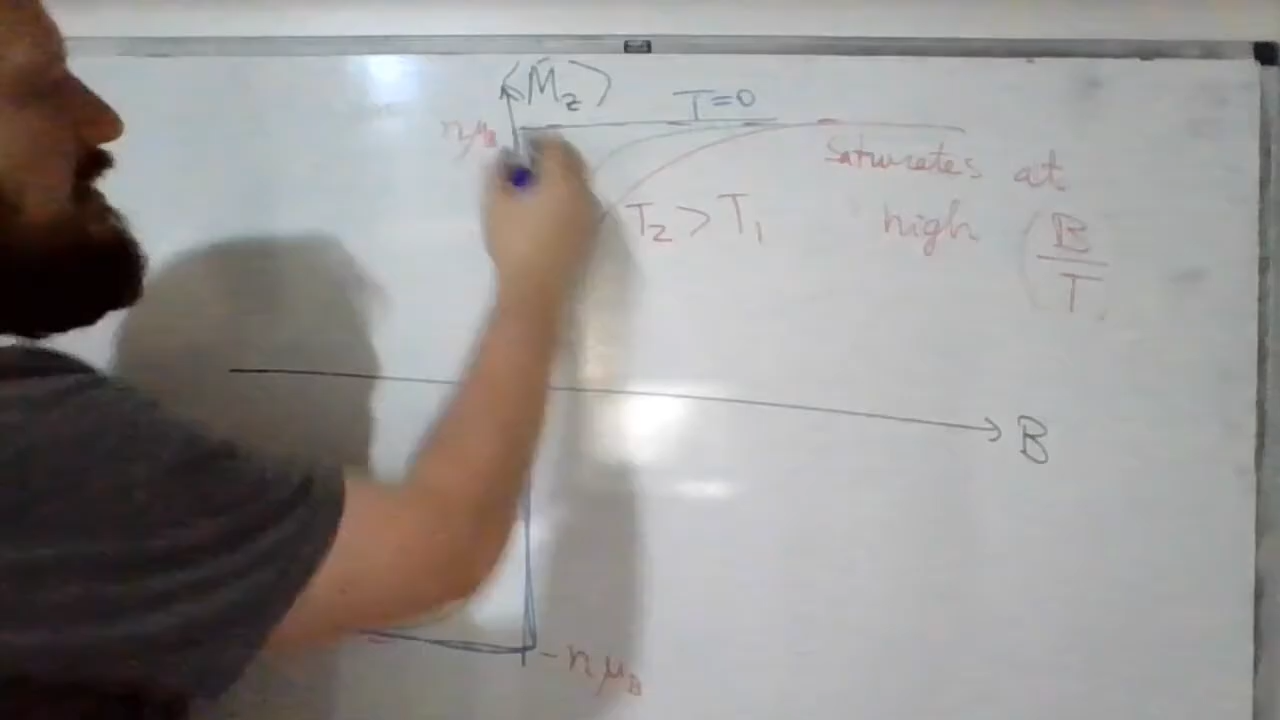 ⟨M_z⟩
T=0
nμ_B
Saturates at
high (B/T)
T_2 > T_1
B
-nμ_B